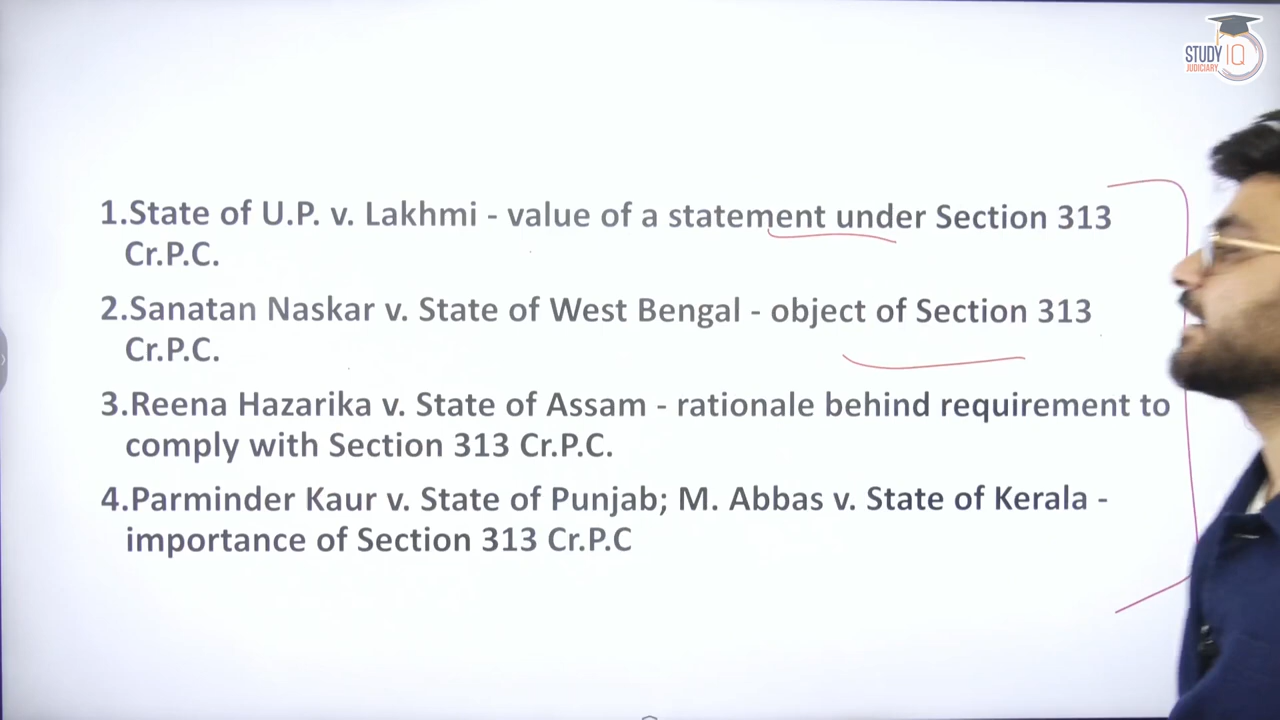 STUDY IQ
JUDICIARY
1.State of U.P. v. Lakhmi - value of a statement under Section 313
Cr.P.C.
2.Sanatan Naskar v. State of West Bengal - object of Section 313
Cr.P.C.
3.Reena Hazarika v. State of Assam - rationale behind requirement to
comply with Section 313 Cr.P.C.
4.Parminder Kaur v. State of Punjab; M. Abbas v. State of Kerala -
importance of Section 313 Cr.P.C